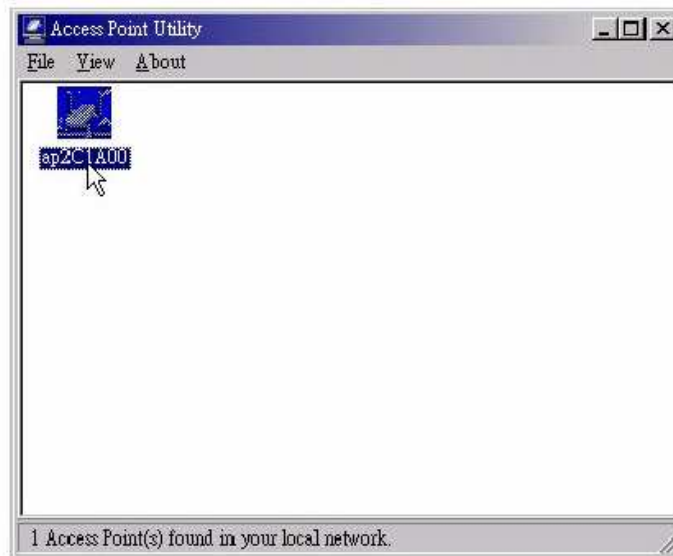 Access Point Utility
File View About
ap2C1A00
1 Access Point(s) found in your local network.